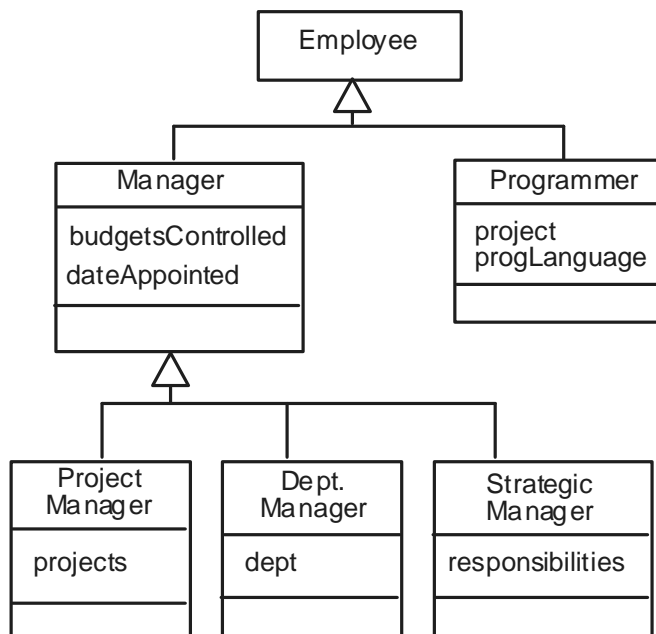 Employee
Manager
Programmer
budgetsControlled
dateAppointed
project
progLanguage
Project
Manager
Dept.
Manager
Strategic
Manager
projects
dept
responsibilities